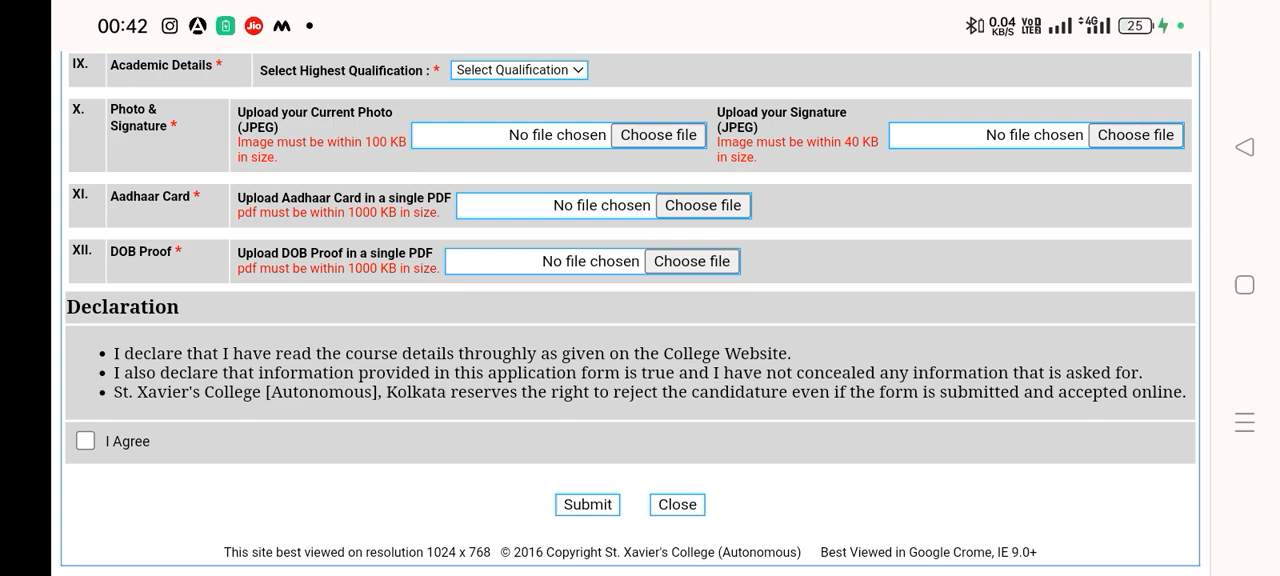 00:42 Jio 0.04 KB/S VoD LTE 4G 25
IX. Academic Details * Select Highest Qualification : * Select Qualification
X. Photo & Signature * Upload your Current Photo (JPEG) Image must be within 100 KB in size. No file chosen Choose file Upload your Signature (JPEG) Image must be within 40 KB in size. No file chosen Choose file
XI. Aadhaar Card * Upload Aadhaar Card in a single PDF pdf must be within 1000 KB in size. No file chosen Choose file
XII. DOB Proof * Upload DOB Proof in a single PDF pdf must be within 1000 KB in size. No file chosen Choose file
Declaration
• I declare that I have read the course details throughly as given on the College Website.
• I also declare that information provided in this application form is true and I have not concealed any information that is asked for.
• St. Xavier's College [Autonomous], Kolkata reserves the right to reject the candidature even if the form is submitted and accepted online.
I Agree
Submit Close
This site best viewed on resolution 1024 x 768 © 2016 Copyright St. Xavier's College (Autonomous) Best Viewed in Google Crome, IE 9.0+